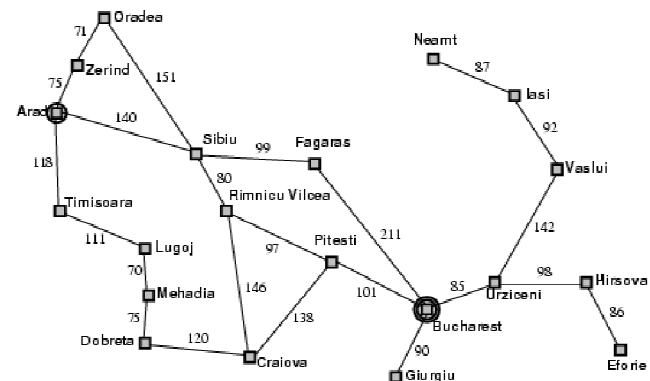 Oradea
71
Neamt
Zerind
87
75
151
Iasi
Arad
140
92
Sibiu
Fagaras
99
118
Vaslui
80
Timisoara
Rimnicu Vilcea
142
111
211
Lugoj
97
Pitesti
70
98
Hirsova
85
146
101
Urziceni
Mehadia
86
75
138
Bucharest
120
Dobreta
90
Craiova
Eforie
Giurgiu